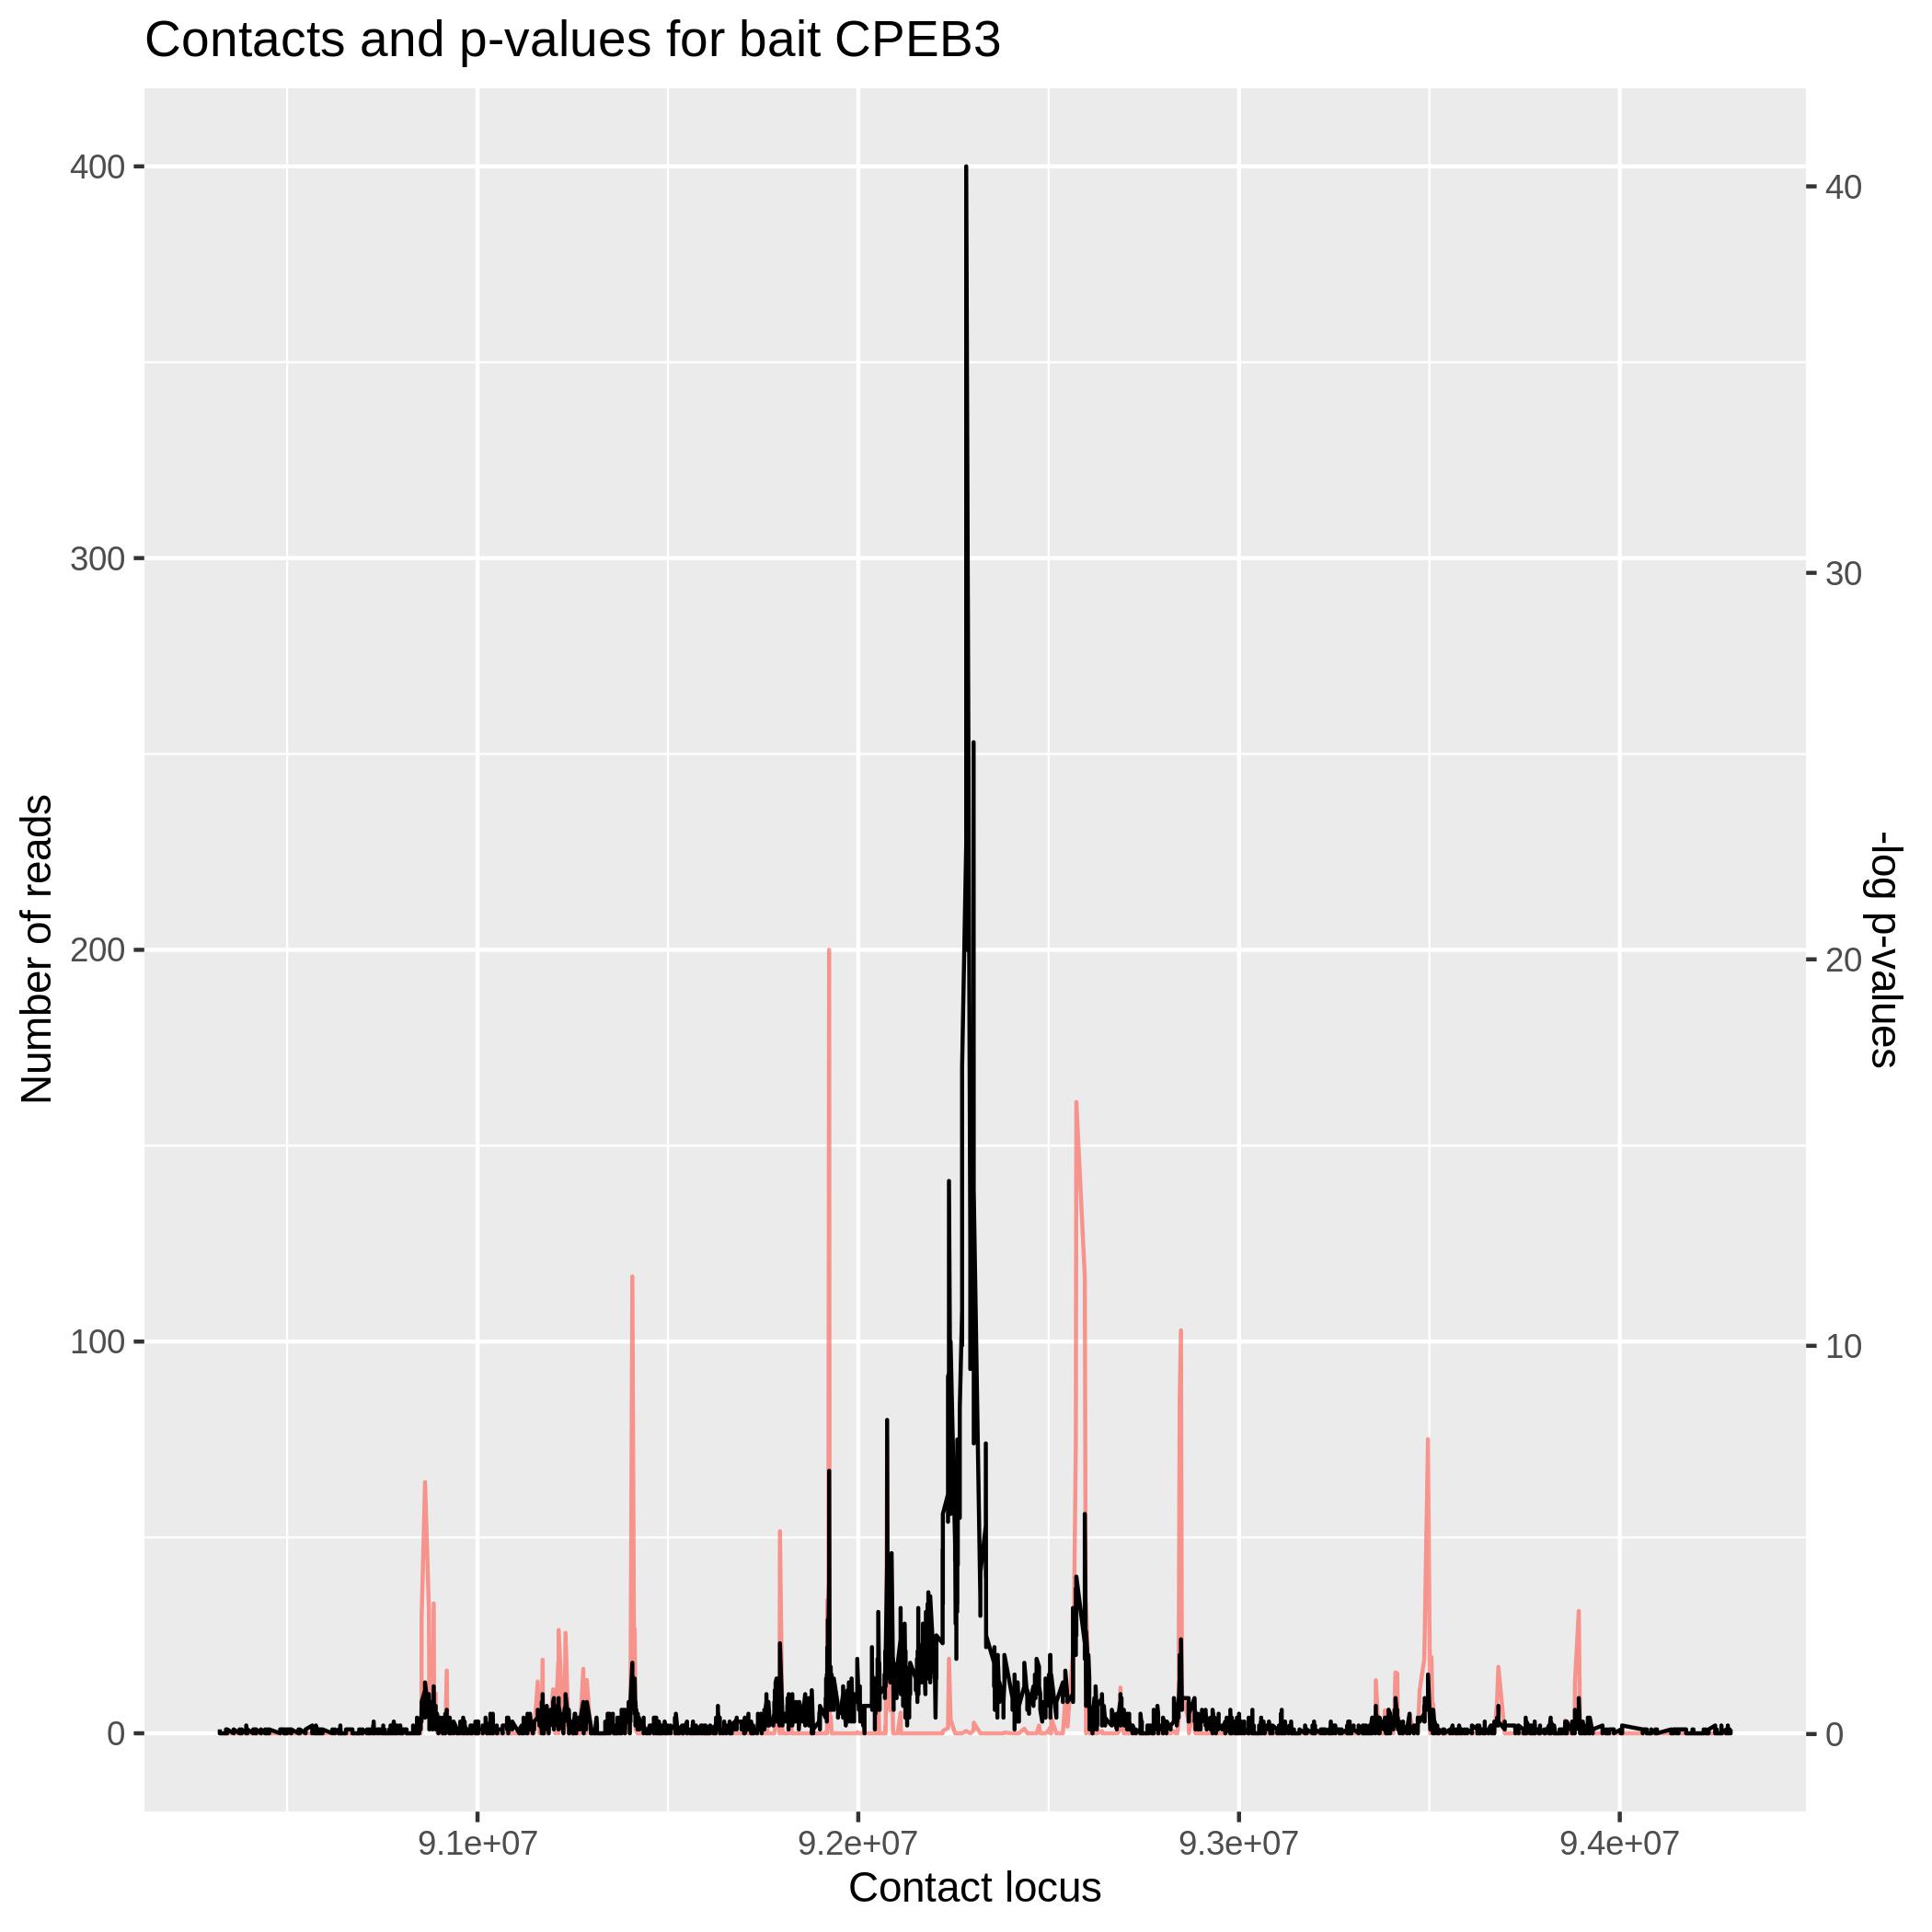 Contacts and p-values for bait CPEB3
400
300
200
100
0
Number of reads
40
30
20
10
0
-log p-values
9.1e+07
9.2e+07
9.3e+07
9.4e+07
Contact locus